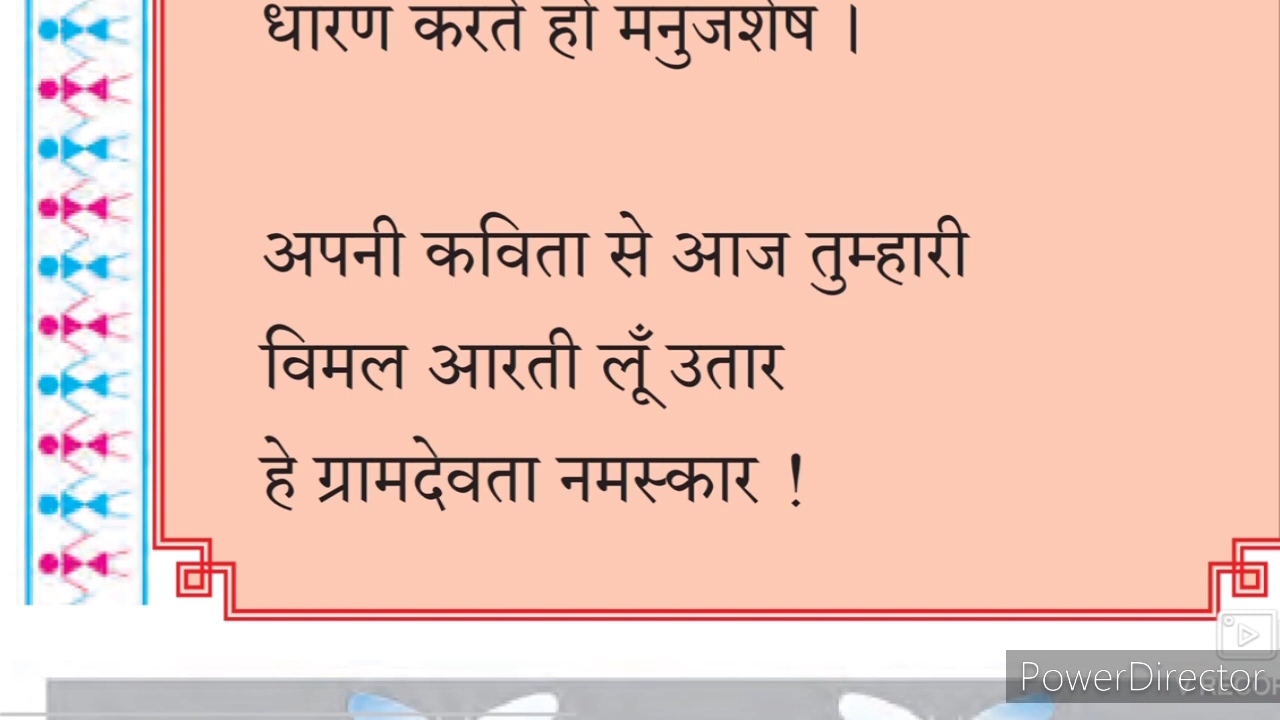 धारण करते हो मनुजशेष ।
अपनी कविता से आज तुम्हारी
विमल आरती लूँ उतार
हे ग्रामदेवता नमस्कार !
PowerDirector